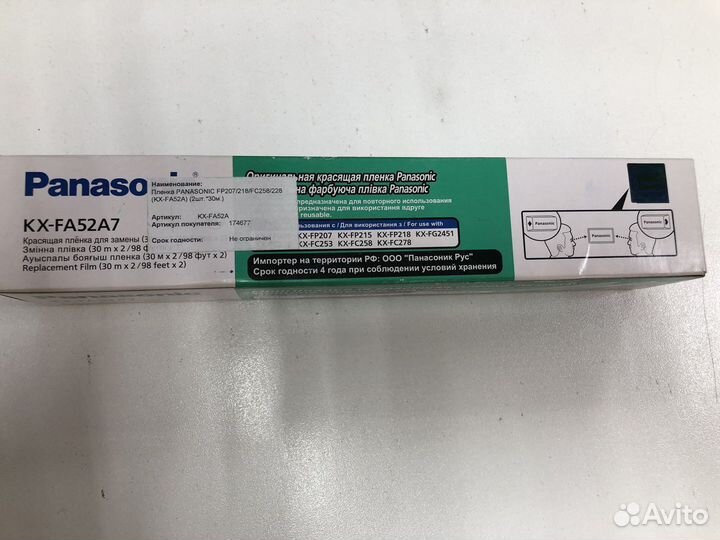 Panaso
KX-FA52A7
Красящая плёнка для замены (3
Змінна плівка (30 m x 2 / 98 ф
Ауыспалы бояғыш пленка (30 м x 2 / 98 фут x 2)
Replacement Film (30 m x 2 / 98 feet x 2)
Наименование:
Пленка PANASONIC FP207/218/FC258/228
(KX-FA52A) (2шт.*30м.)
Артикул: KX-FA52A
Артикул покупателя: 174677
Срок годности: Не ограничен
Оригинальная красящая пленка Panasonic
на фарбуюча плівка Panasonic
предназначена для повторного использования
призначена для використання вдруге
reusable.
льзования с / Для використання з / For use with
KX-FP207 KX-FP215 KX-FP218 KX-FG2451
KX-FC253 KX-FC258 KX-FC278
Импортер на территории РФ: ООО "Панасоник Рус"
Срок годности 4 года при соблюдении условий хранения
Panasonic
Panasonic
Panasonic
Avito